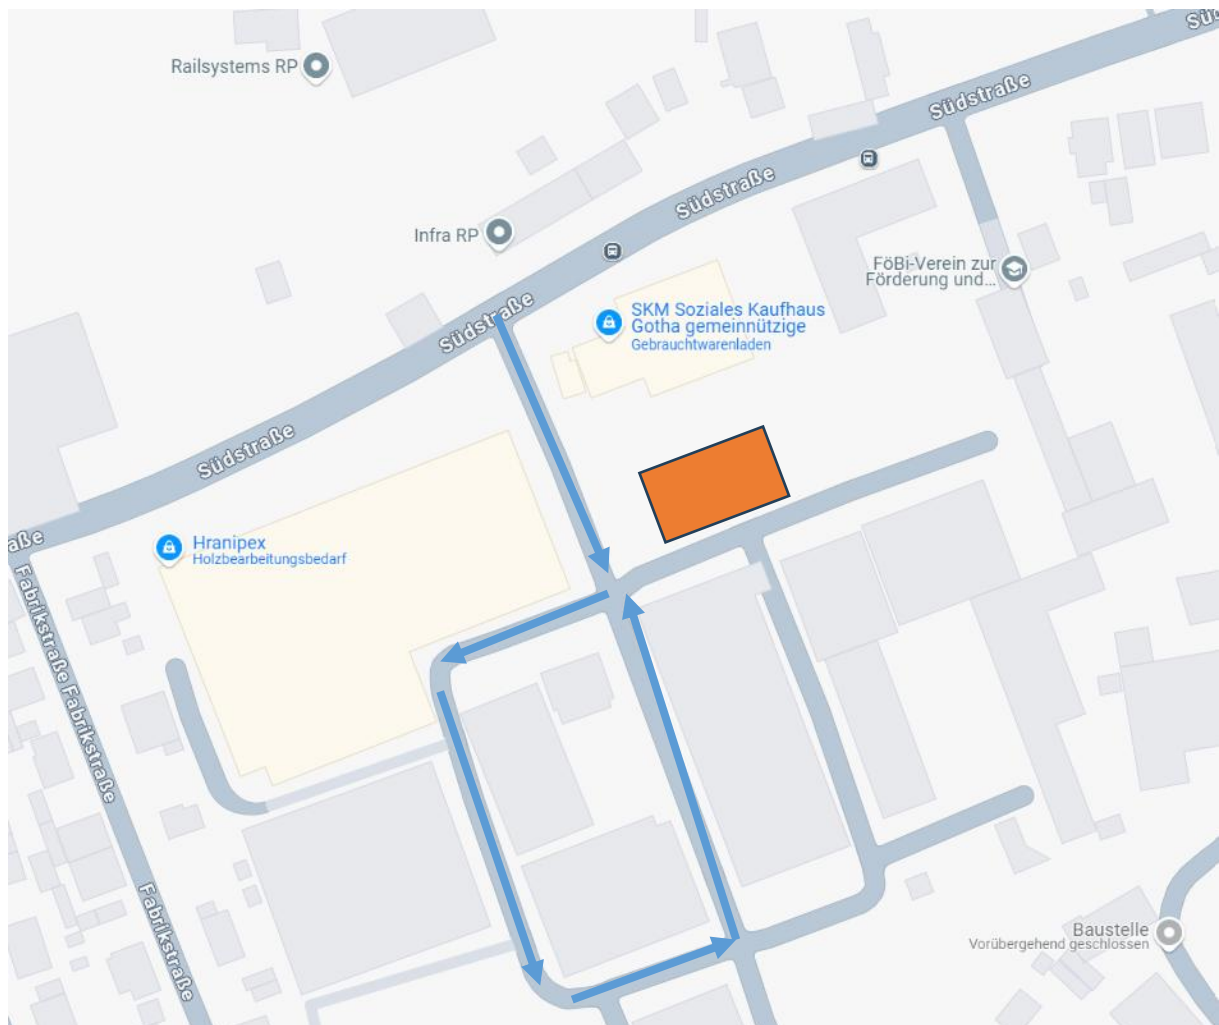 Südstraße
Railsystems RP
Südstraße
Südstraße
Infra RP
FöBi-Verein zur
Förderung und...
SKM Soziales Kaufhaus
Gotha gemeinnützige
Gebrauchtwarenladen
Südstraße
Südstraße
aße
Hranipex
Holzbearbeitungsbedarf
Fabrikstraße
Fabrikstraße
Fabrikstraße
Baustelle
Vorübergehend geschlossen